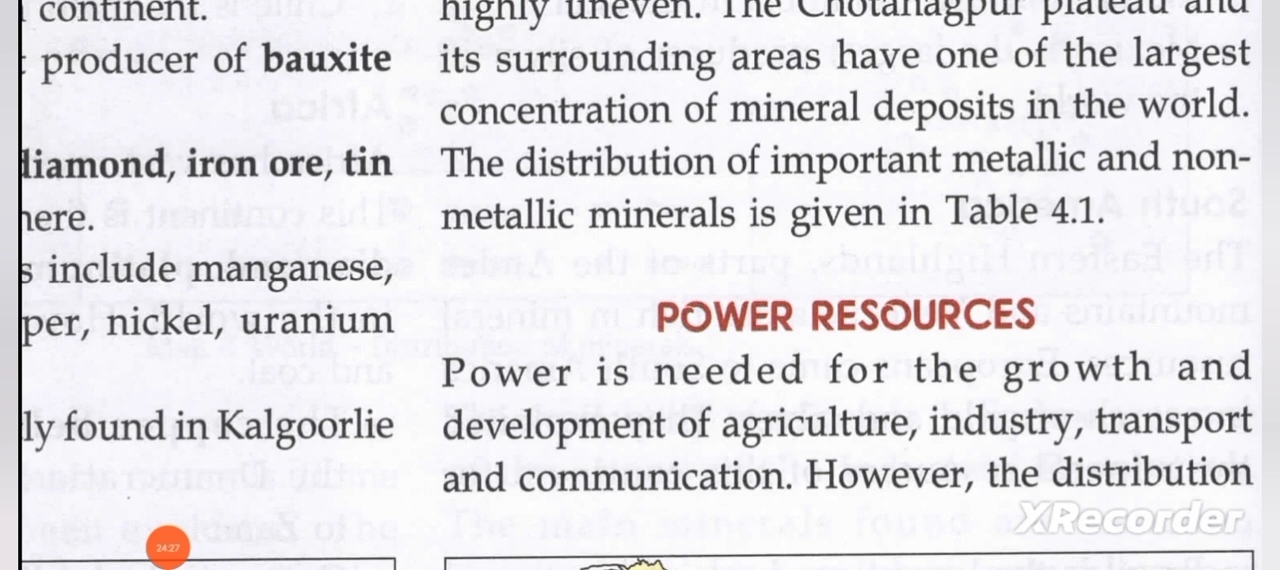 continent.
producer of bauxite
diamond, iron ore, tin
here.
s include manganese,
per, nickel, uranium
ly found in Kalgoorlie
highly uneven. The Chotanagpur plateau and
its surrounding areas have one of the largest
concentration of mineral deposits in the world.
The distribution of important metallic and non-
metallic minerals is given in Table 4.1.
POWER RESOURCES
Power is needed for the growth and
development of agriculture, industry, transport
and communication. However, the distribution
XRecorder
24:27